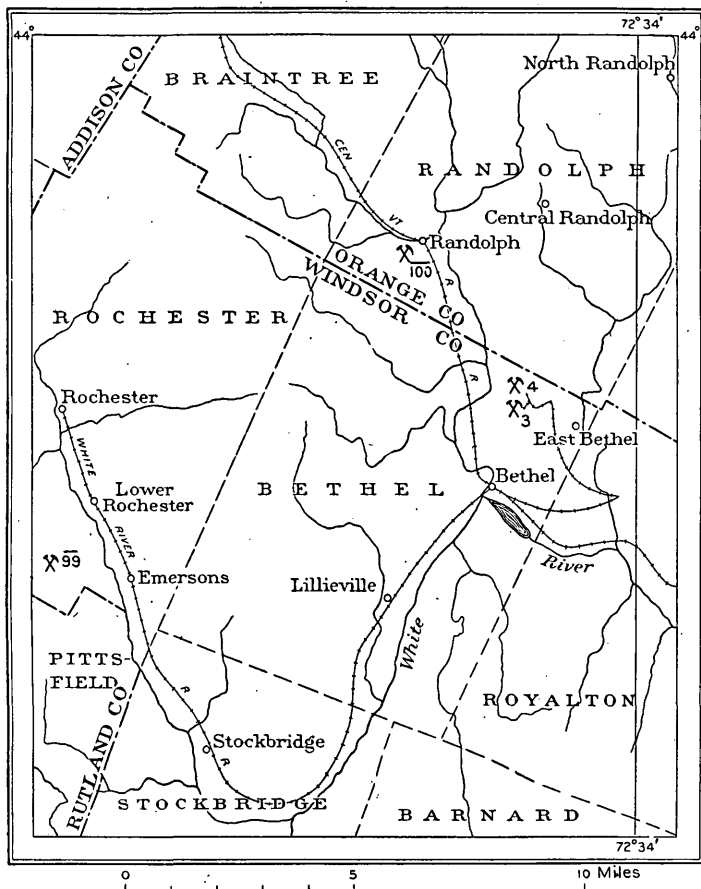 44°
72° 34'
44°
ADDISON CO
BRAINTREE
North Randolph
CEN
VT
R
R
RANDOLPH
Central Randolph
Randolph
100
ORANGE CO
WINDSOR CO
ROCHESTER
Rochester
4
3
East Bethel
WHITE
RIVER
R
R
BETHEL
Bethel
Lower
Rochester
99
Emersons
Lillieville
White
River
PITTS-
FIELD
RUTLAND CO
ROYALTON
Stockbridge
STOCKBRIDGE
BARNARD
72° 34'
0 5 10 Miles